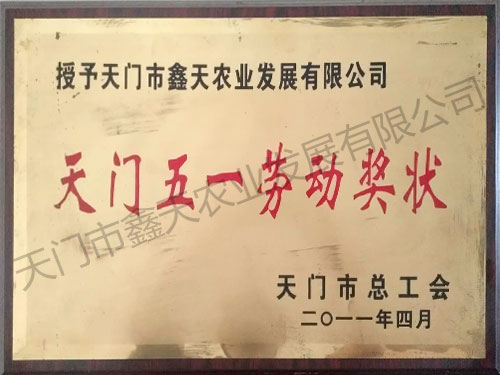 授予天门市鑫天农业发展有限公司
天门五一劳动奖状
天门市总工会
二〇一一年四月
天门市鑫天农业发展有限公司